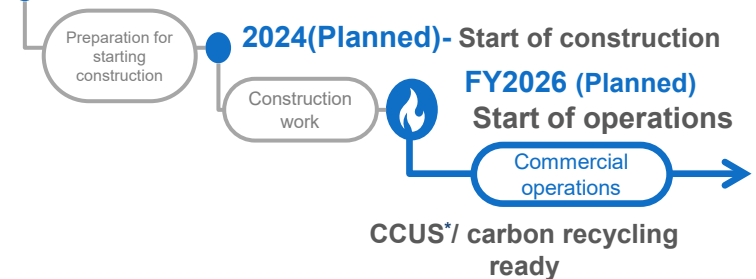 Preparation for
starting
construction
2024(Planned)- Start of construction
Construction
work
FY2026 (Planned)
Start of operations
Commercial
operations
CCUS*/ carbon recycling
ready